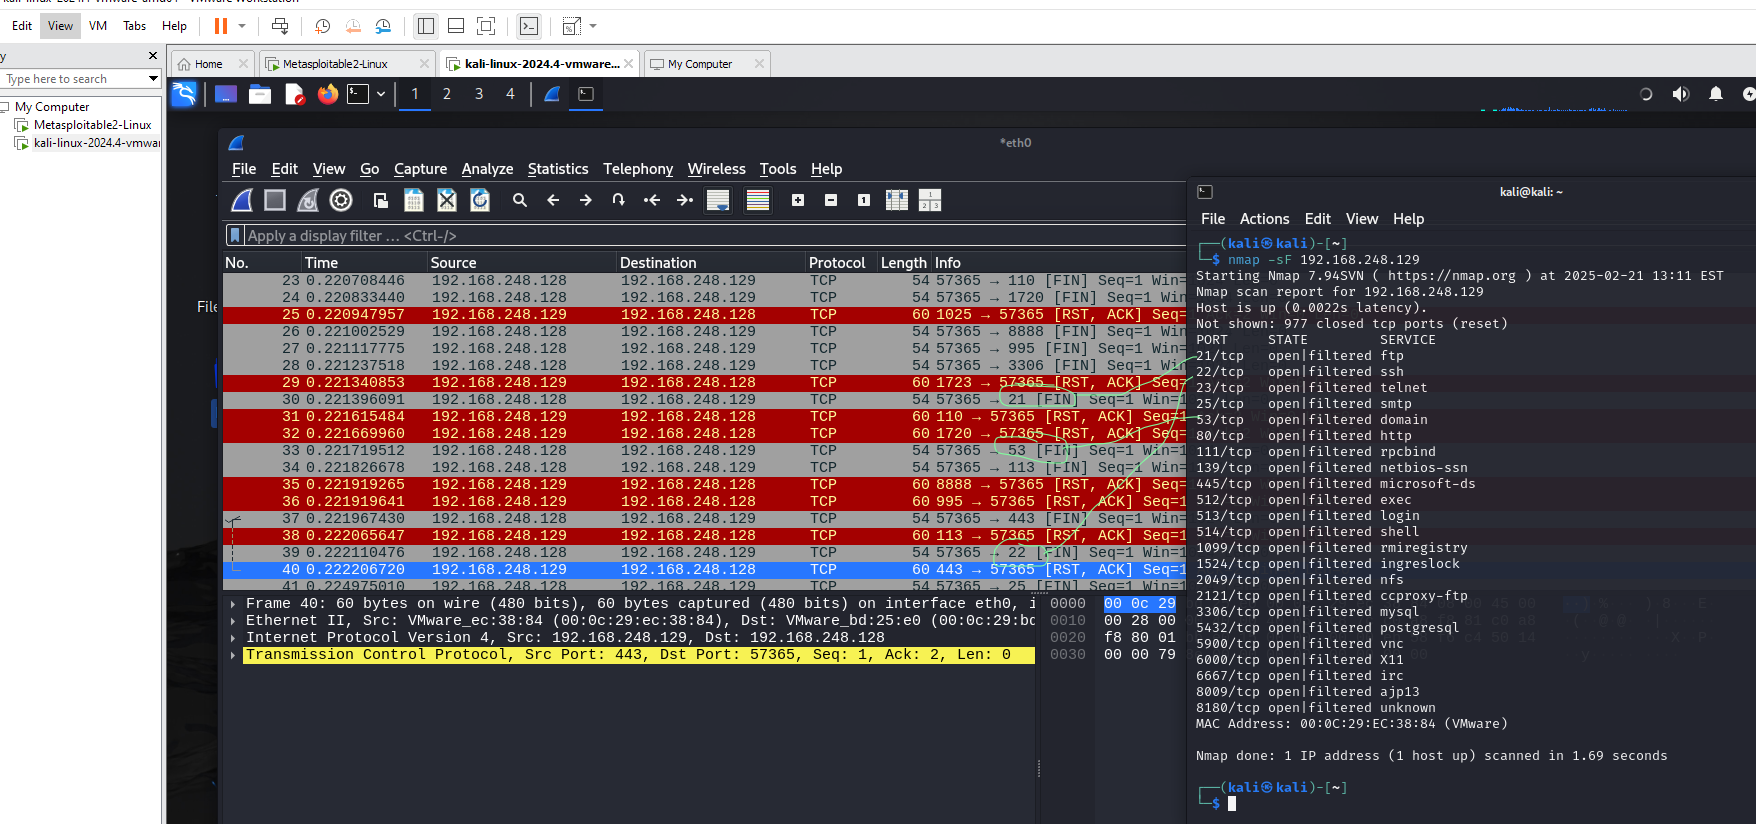 Edit View VM Tabs Help
Home Metasploitable2-Linux kali-linux-2024.4-vmware... My Computer
Type here to search
My Computer
Metasploitable2-Linux
kali-linux-2024.4-vmwar
1 2 3 4
*eth0
File Edit View Go Capture Analyze Statistics Telephony Wireless Tools Help
Apply a display filter ... <Ctrl-/>
No. Time Source Destination Protocol Length Info
23 0.220708446 192.168.248.128 192.168.248.129 TCP 54 57365 → 110 [FIN] Seq=1 Win=
24 0.220833440 192.168.248.128 192.168.248.129 TCP 54 57365 → 1720 [FIN] Seq=1 Win
25 0.220947957 192.168.248.129 192.168.248.128 TCP 60 1025 → 57365 [RST, ACK] Seq=
26 0.221002529 192.168.248.128 192.168.248.129 TCP 54 57365 → 8888 [FIN] Seq=1 Win
27 0.221117775 192.168.248.128 192.168.248.129 TCP 54 57365 → 995 [FIN] Seq=1 Win=
28 0.221237518 192.168.248.128 192.168.248.129 TCP 54 57365 → 3306 [FIN] Seq=1 Win
29 0.221340853 192.168.248.129 192.168.248.128 TCP 60 1723 → 57365 [RST, ACK] Seq=
30 0.221396091 192.168.248.128 192.168.248.129 TCP 54 57365 → 21 [FIN] Seq=1 Win=1
31 0.221615484 192.168.248.129 192.168.248.128 TCP 60 110 → 57365 [RST, ACK] Seq=1
32 0.221669960 192.168.248.129 192.168.248.128 TCP 60 1720 → 57365 [RST, ACK] Seq=
33 0.221719512 192.168.248.128 192.168.248.129 TCP 54 57365 → 53 [FIN] Seq=1 Win=1
34 0.221826678 192.168.248.128 192.168.248.129 TCP 54 57365 → 113 [FIN] Seq=1 Win=
35 0.221919265 192.168.248.129 192.168.248.128 TCP 60 8888 → 57365 [RST, ACK] Seq=
36 0.221919641 192.168.248.129 192.168.248.128 TCP 60 995 → 57365 [RST, ACK] Seq=1
37 0.221967430 192.168.248.128 192.168.248.129 TCP 54 57365 → 443 [FIN] Seq=1 Win=
38 0.222065647 192.168.248.129 192.168.248.128 TCP 60 113 → 57365 [RST, ACK] Seq=1
39 0.222110476 192.168.248.128 192.168.248.129 TCP 54 57365 → 22 [FIN] Seq=1 Win=1
40 0.222206720 192.168.248.129 192.168.248.128 TCP 60 443 → 57365 [RST, ACK] Seq=1
41 0.224975010 192.168.248.128 192.168.248.129 TCP 54 57365 → 25 [FIN] Seq=1 Win=1
Frame 40: 60 bytes on wire (480 bits), 60 bytes captured (480 bits) on interface eth0, i
Ethernet II, Src: VMware_ec:38:84 (00:0c:29:ec:38:84), Dst: VMware_bd:25:e0 (00:0c:29:bd
Internet Protocol Version 4, Src: 192.168.248.129, Dst: 192.168.248.128
Transmission Control Protocol, Src Port: 443, Dst Port: 57365, Seq: 1, Ack: 2, Len: 0
0000 00 0c 29
0010 00 28 00
0020 f8 80 01
0030 00 00 79
kali@kali: ~
File Actions Edit View Help
┌──(kali㉿kali)-[~]
└─$ nmap -sF 192.168.248.129
Starting Nmap 7.94SVN ( https://nmap.org ) at 2025-02-21 13:11 EST
Nmap scan report for 192.168.248.129
Host is up (0.0022s latency).
Not shown: 977 closed tcp ports (reset)
PORT STATE SERVICE
21/tcp open|filtered ftp
22/tcp open|filtered ssh
23/tcp open|filtered telnet
25/tcp open|filtered smtp
53/tcp open|filtered domain
80/tcp open|filtered http
111/tcp open|filtered rpcbind
139/tcp open|filtered netbios-ssn
445/tcp open|filtered microsoft-ds
512/tcp open|filtered exec
513/tcp open|filtered login
514/tcp open|filtered shell
1099/tcp open|filtered rmiregistry
1524/tcp open|filtered ingreslock
2049/tcp open|filtered nfs
2121/tcp open|filtered ccproxy-ftp
3306/tcp open|filtered mysql
5432/tcp open|filtered postgresql
5900/tcp open|filtered vnc
6000/tcp open|filtered X11
6667/tcp open|filtered irc
8009/tcp open|filtered ajp13
8180/tcp open|filtered unknown
MAC Address: 00:0C:29:EC:38:84 (VMware)
Nmap done: 1 IP address (1 host up) scanned in 1.69 seconds
┌──(kali㉿kali)-[~]
└─$